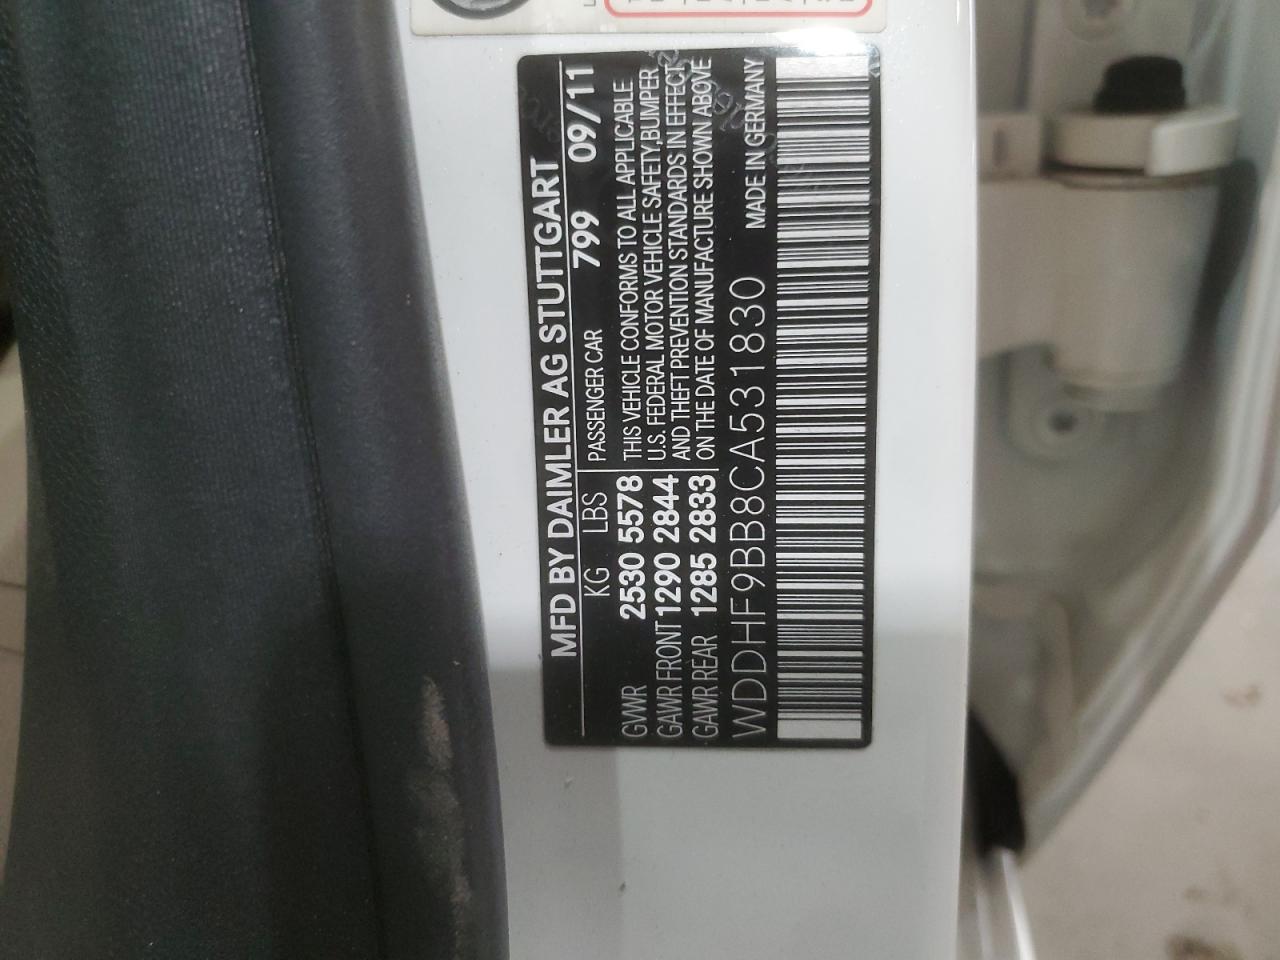 MFD BY DAIMLER AG STUTTGART
799 09/11
KG LBS PASSENGER CAR
GVWR 2530 5578
GAWR FRONT 1290 2844
GAWR REAR 1285 2833
THIS VEHICLE CONFORMS TO ALL APPLICABLE
U.S. FEDERAL MOTOR VEHICLE SAFETY,BUMPER
AND THEFT PREVENTION STANDARDS IN EFFECT
ON THE DATE OF MANUFACTURE SHOWN ABOVE
WDDHF9BB8CA531830 MADE IN GERMANY